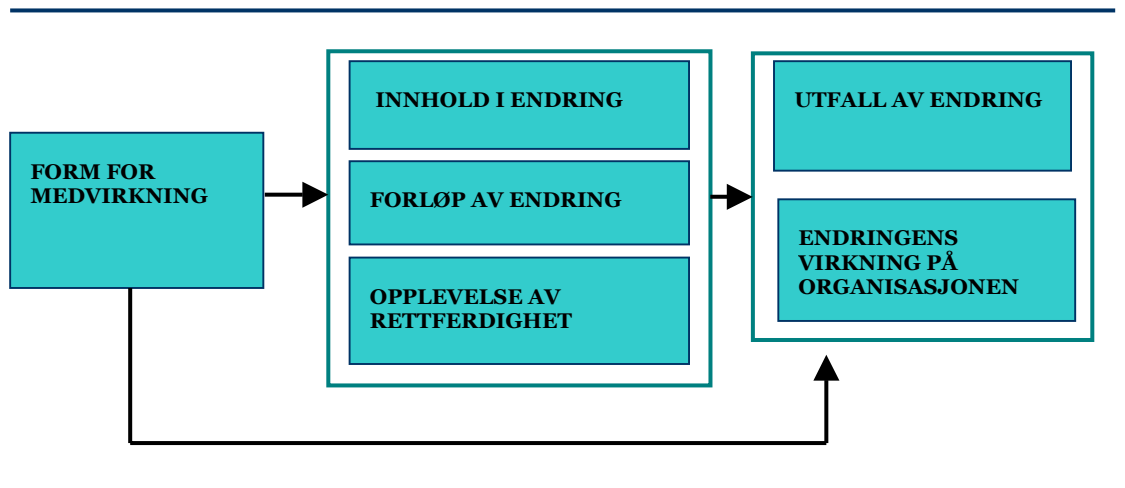 FORM FOR
MEDVIRKNING
INNHOLD I ENDRING
FORLØP AV ENDRING
OPPLEVELSE AV
RETTFERDIGHET
UTFALL AV ENDRING
ENDRINGENS
VIRKNING PÅ
ORGANISASJONEN